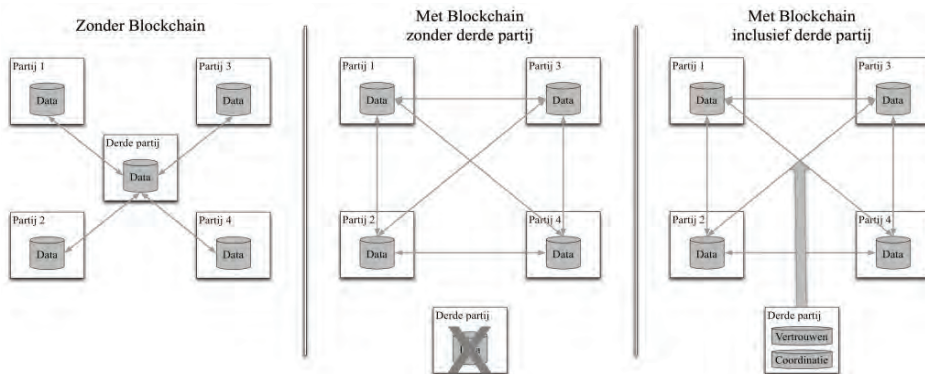 Zonder Blockchain
Partij 1
Data
Partij 3
Data
Derde partij
Data
Partij 2
Data
Partij 4
Data
Met Blockchain
zonder derde partij
Partij 1
Data
Partij 3
Data
Partij 2
Data
Partij 4
Data
Derde partij
Data
Met Blockchain
inclusief derde partij
Partij 1
Data
Partij 3
Data
Partij 2
Data
Partij 4
Data
Derde partij
Vertrouwen
Coordinatie